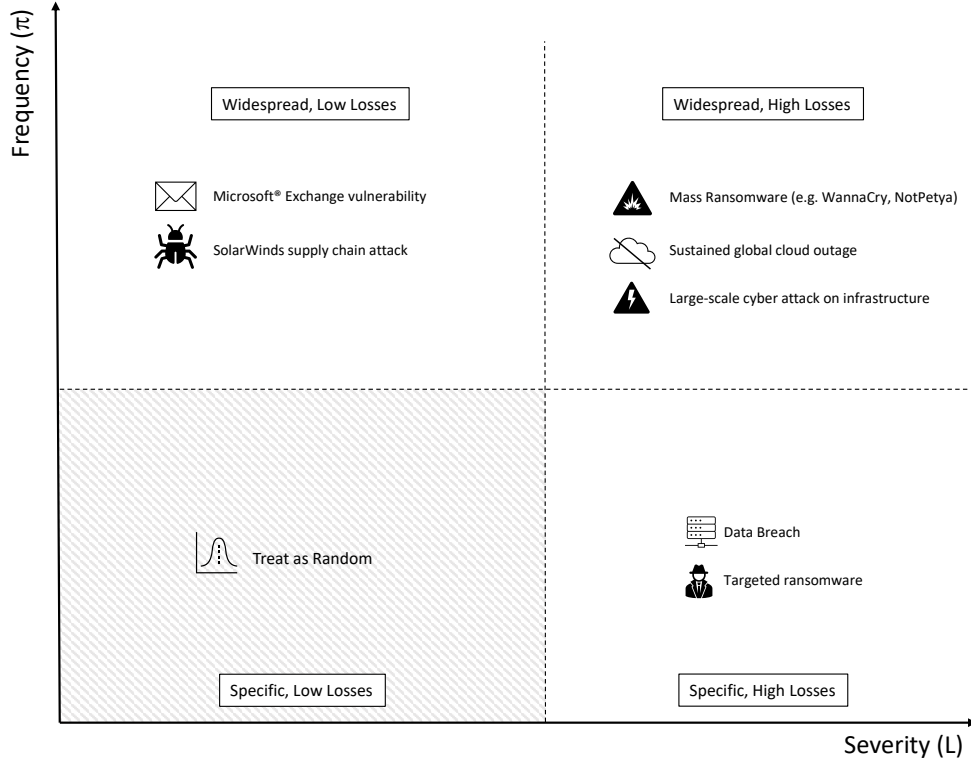 Frequency (π)
Widespread, Low Losses
Widespread, High Losses
Microsoft® Exchange vulnerability
SolarWinds supply chain attack
Mass Ransomware (e.g. WannaCry, NotPetya)
Sustained global cloud outage
Large-scale cyber attack on infrastructure
Treat as Random
Data Breach
Targeted ransomware
Specific, Low Losses
Specific, High Losses
Severity (L)